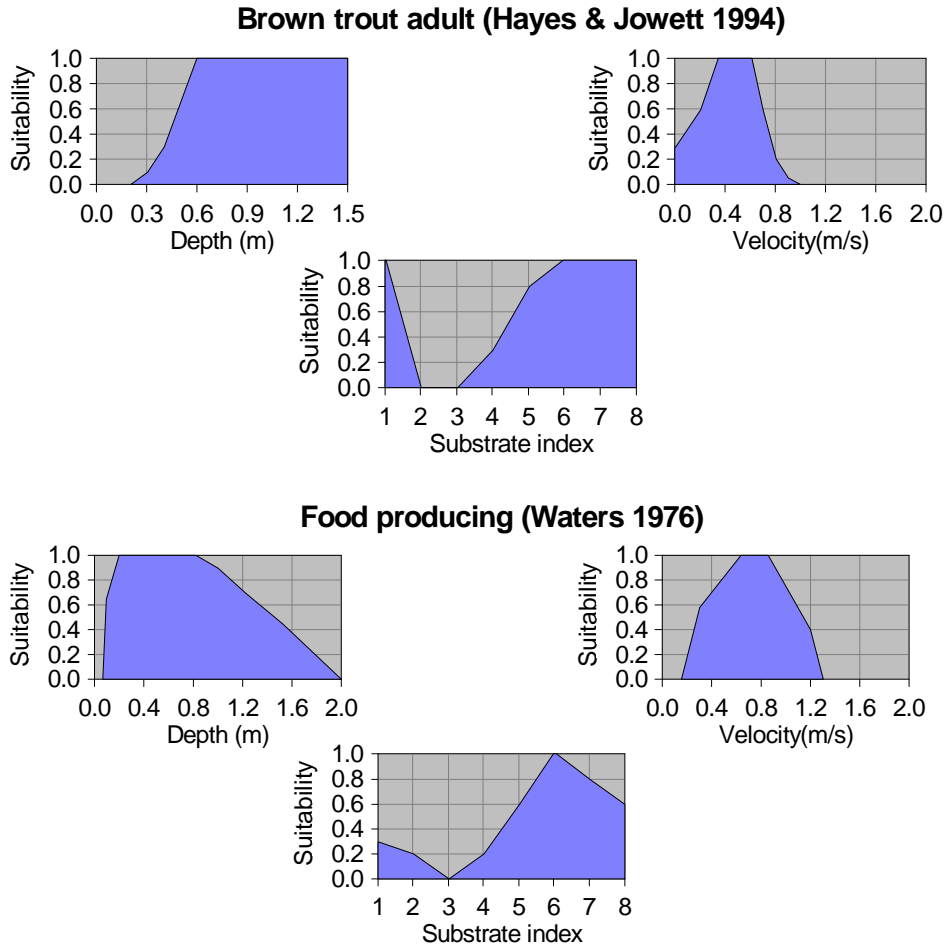 Brown trout adult (Hayes & Jowett 1994)
Suitability
1.0
0.8
0.6
0.4
0.2
0.0
0.0 0.3 0.6 0.9 1.2 1.5
Depth (m)
Suitability
1.0
0.8
0.6
0.4
0.2
0.0
0.0 0.4 0.8 1.2 1.6 2.0
Velocity(m/s)
Suitability
1.0
0.8
0.6
0.4
0.2
0.0
1 2 3 4 5 6 7 8
Substrate index
Food producing (Waters 1976)
Suitability
1.0
0.8
0.6
0.4
0.2
0.0
0.0 0.4 0.8 1.2 1.6 2.0
Depth (m)
Suitability
1.0
0.8
0.6
0.4
0.2
0.0
0.0 0.4 0.8 1.2 1.6 2.0
Velocity(m/s)
Suitability
1.0
0.8
0.6
0.4
0.2
0.0
1 2 3 4 5 6 7 8
Substrate index